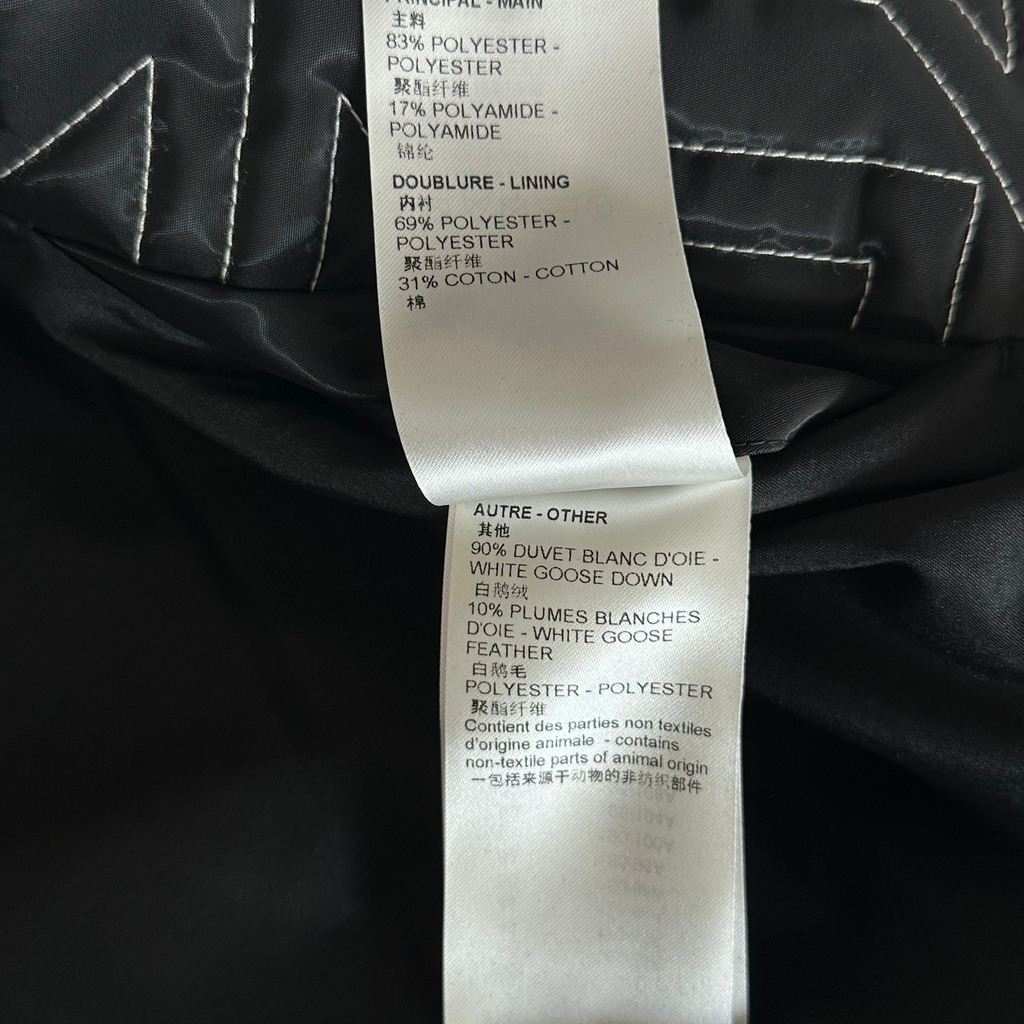 PRINCIPAL - MAIN
主料
83% POLYESTER -
POLYESTER
聚酯纤维
17% POLYAMIDE -
POLYAMIDE
锦纶
DOUBLURE - LINING
内衬
69% POLYESTER -
POLYESTER
聚酯纤维
31% COTON - COTTON
棉
AUTRE - OTHER
其他
90% DUVET BLANC D'OIE -
WHITE GOOSE DOWN
白鹅绒
10% PLUMES BLANCHES
D'OIE - WHITE GOOSE
FEATHER
白鹅毛
POLYESTER - POLYESTER
聚酯纤维
Contient des parties non textiles
d'origine animale - contains
non-textile parts of animal origin
一包括来源于动物的非纺织部件